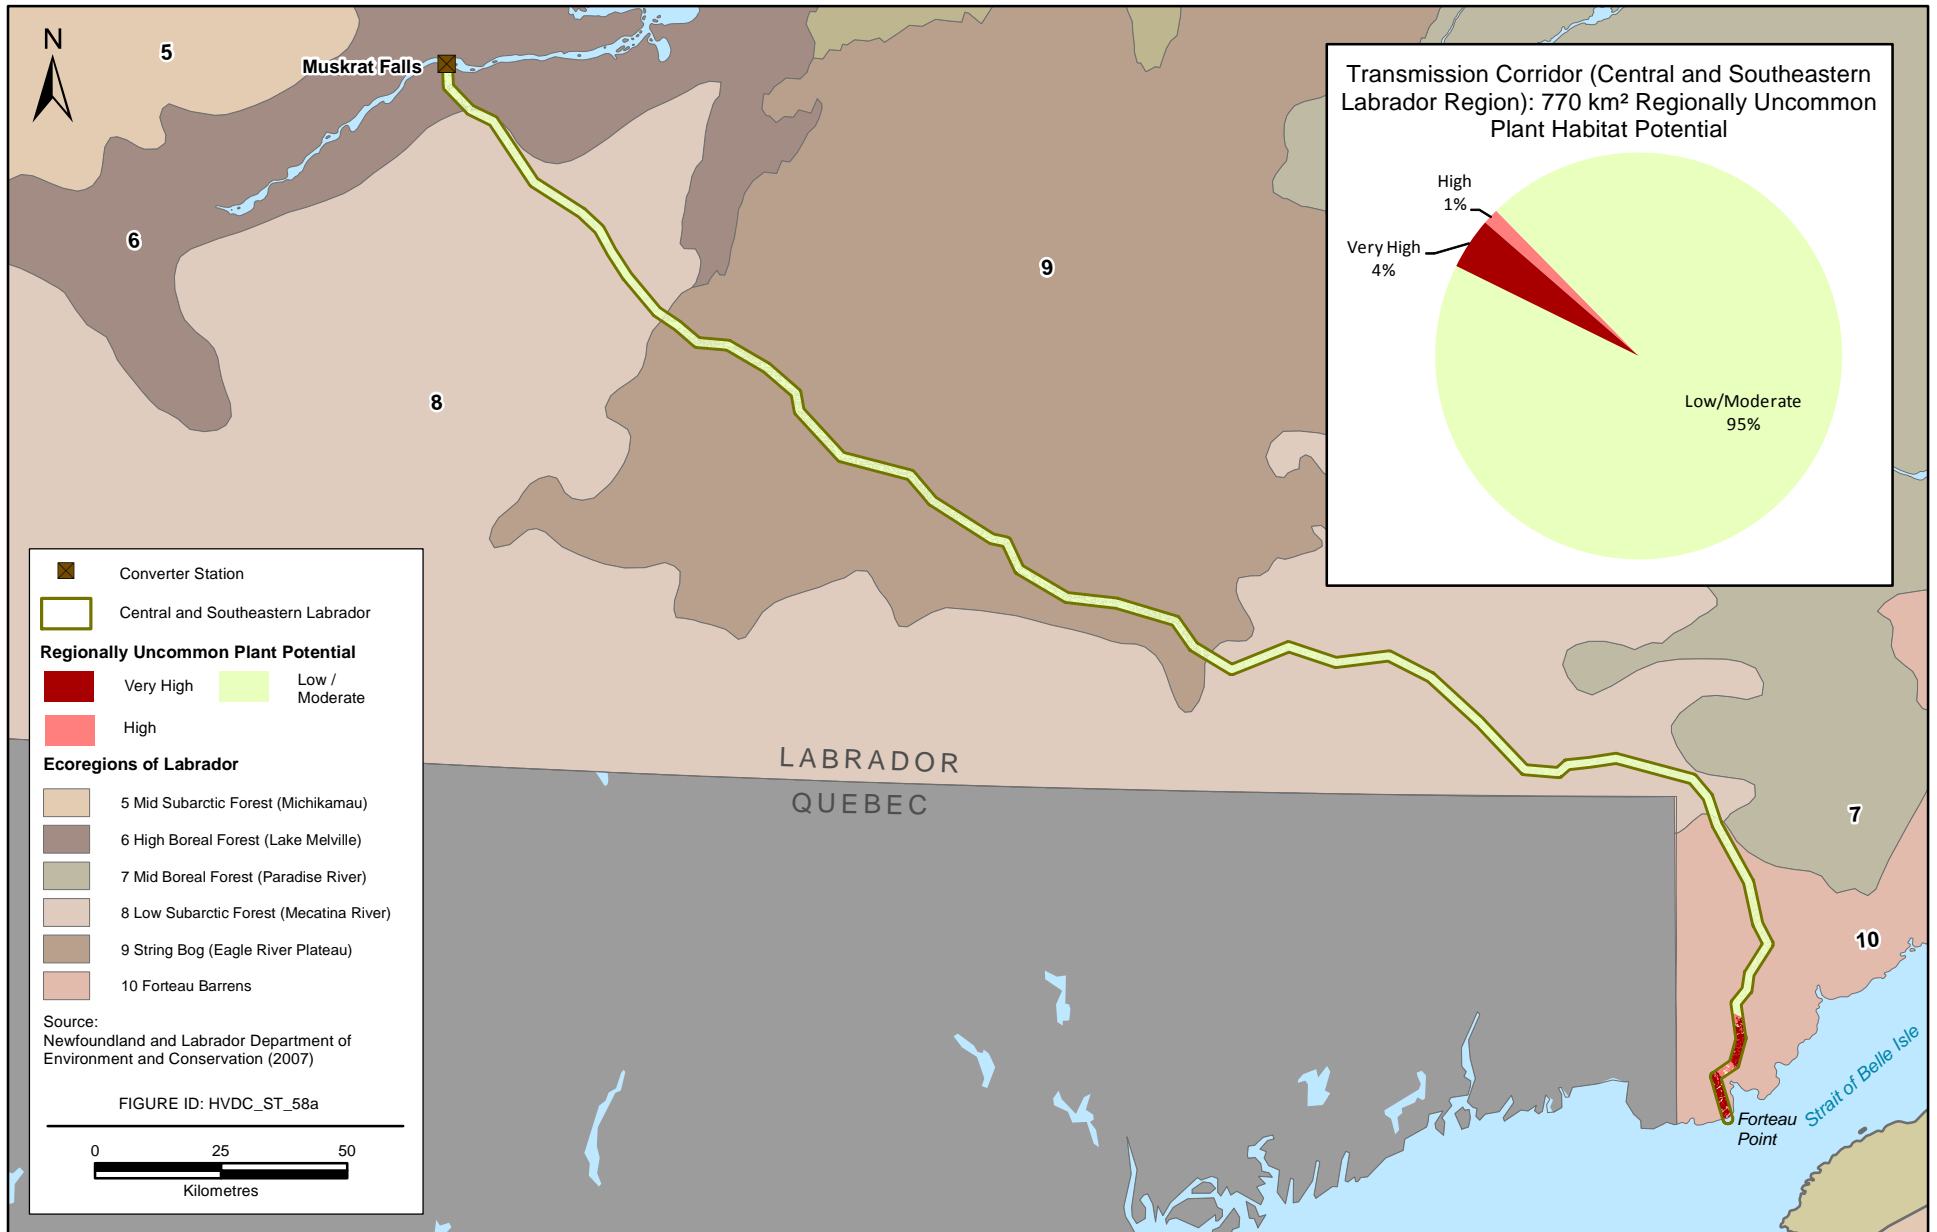 N
5
Muskrat Falls
6
8
9
7
10
LABRADOR
QUEBEC
Forteau
Point
Strait of Belle Isle
Transmission Corridor (Central and Southeastern
Labrador Region): 770 km² Regionally Uncommon
Plant Habitat Potential
High
1%
Very High
4%
Low/Moderate
95%
Converter Station
Central and Southeastern Labrador
Regionally Uncommon Plant Potential
Very High
Low /
Moderate
High
Ecoregions of Labrador
5 Mid Subarctic Forest (Michikamau)
6 High Boreal Forest (Lake Melville)
7 Mid Boreal Forest (Paradise River)
8 Low Subarctic Forest (Mecatina River)
9 String Bog (Eagle River Plateau)
10 Forteau Barrens
Source:
Newfoundland and Labrador Department of
Environment and Conservation (2007)
FIGURE ID: HVDC_ST_58a
0 25 50
Kilometres